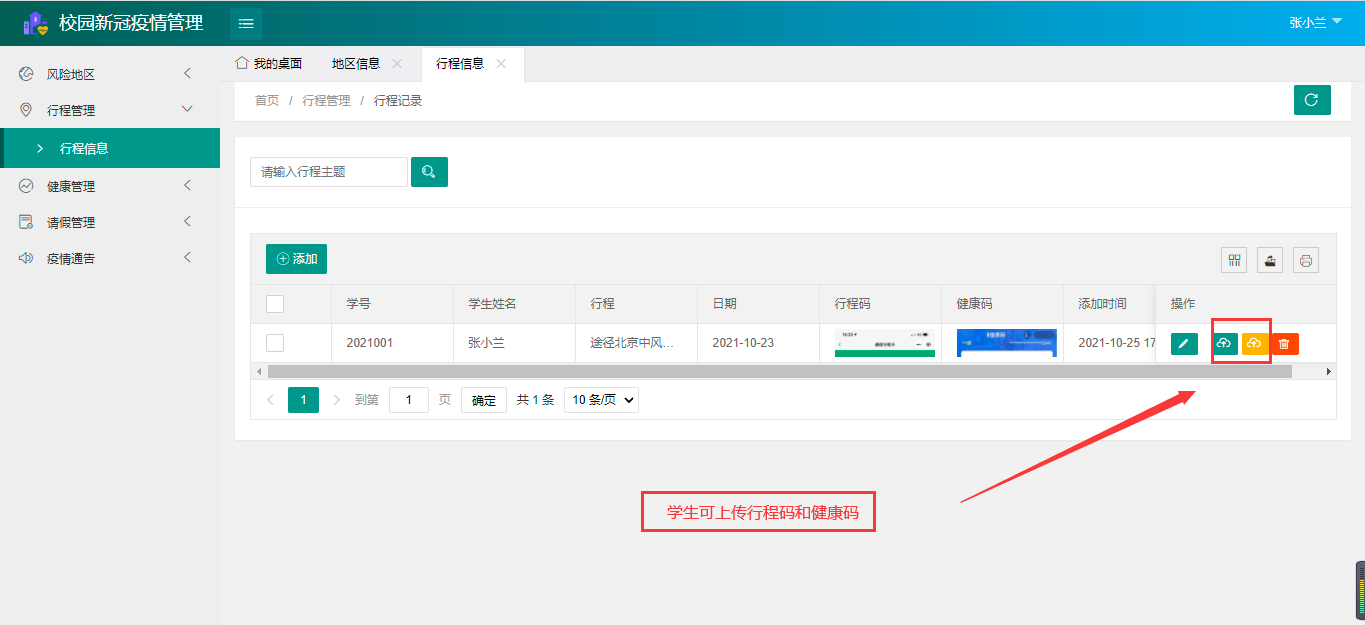 校园新冠疫情管理
张小兰
风险地区
行程管理
行程信息
健康管理
请假管理
疫情通告
我的桌面 地区信息 行程信息
首页 / 行程管理 / 行程记录
请输入行程主题
添加
学号 学生姓名 行程 日期 行程码 健康码 添加时间 操作
2021001 张小兰 途径北京中风... 2021-10-23 2021-10-25 17
1 到第 1 页 确定 共 1 条 10 条/页
学生可上传行程码和健康码